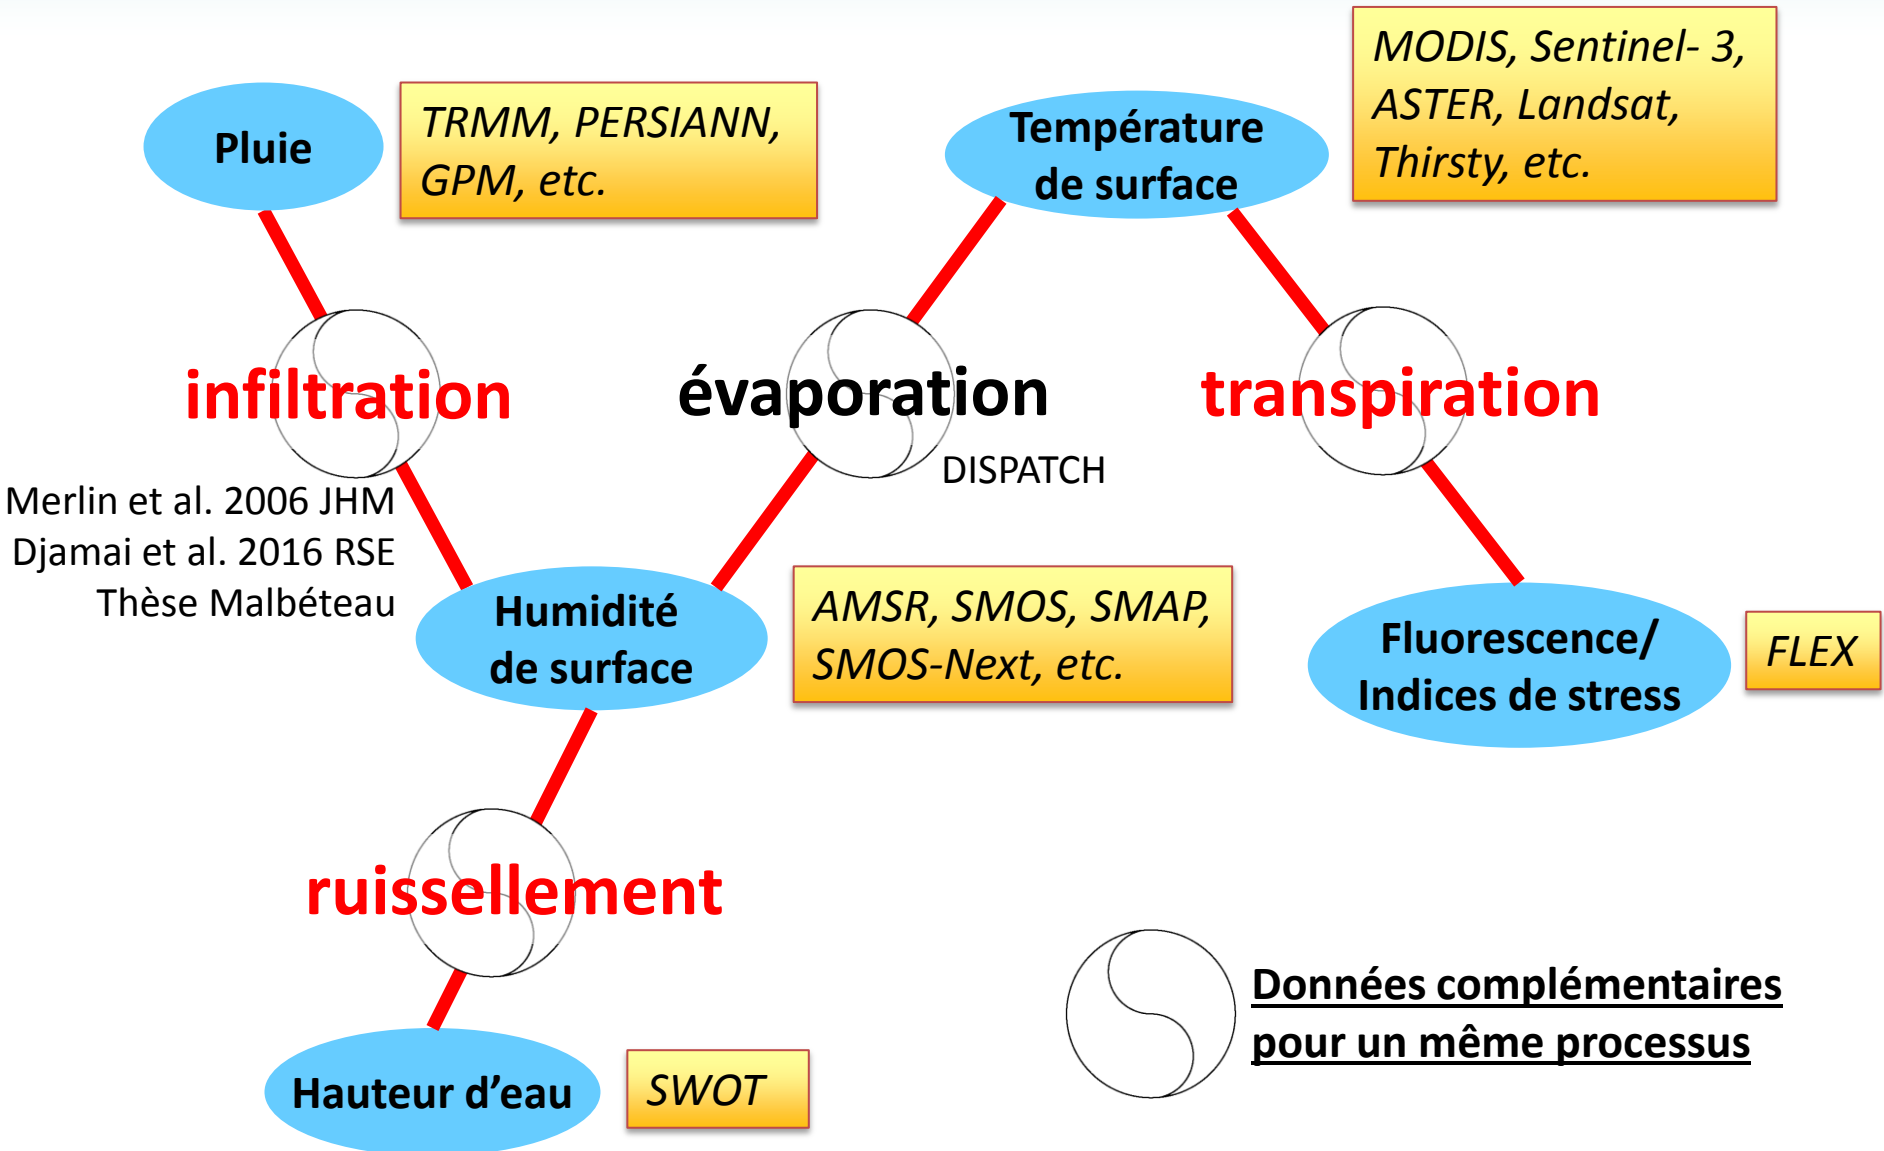 Pluie
TRMM, PERSIANN,
GPM, etc.
Température
de surface
MODIS, Sentinel- 3,
ASTER, Landsat,
Thirsty, etc.
infiltration
évaporation
transpiration
DISPATCH
Merlin et al. 2006 JHM
Djamai et al. 2016 RSE
Thèse Malbéteau
Humidité
de surface
AMSR, SMOS, SMAP,
SMOS-Next, etc.
Fluorescence/
Indices de stress
FLEX
ruissellement
Données complémentaires
pour un même processus
Hauteur d’eau
SWOT